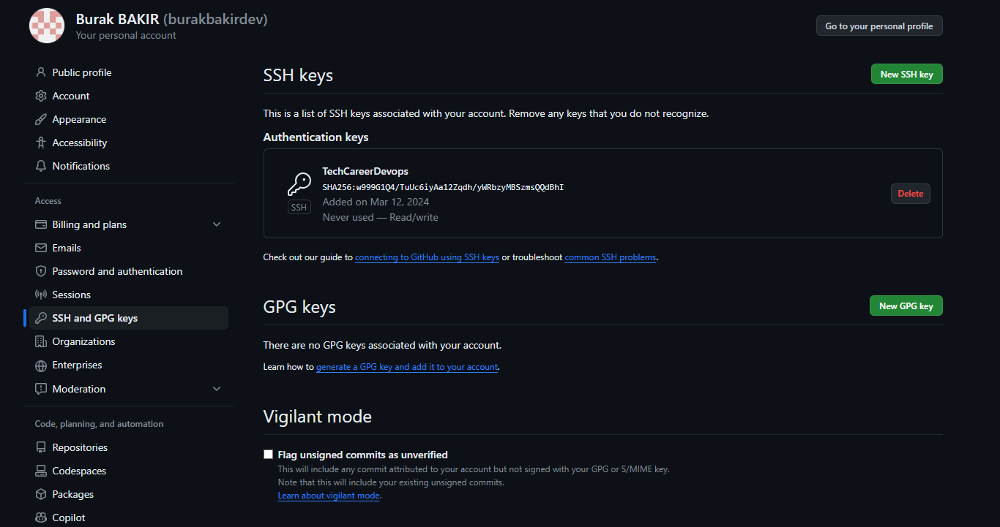 Burak BAKIR (burakbakirdev)
Your personal account
Go to your personal profile
Public profile
Account
Appearance
Accessibility
Notifications
Access
Billing and plans
Emails
Password and authentication
Sessions
SSH and GPG keys
Organizations
Enterprises
Moderation
Code, planning, and automation
Repositories
Codespaces
Packages
Copilot
SSH keys
New SSH key
This is a list of SSH keys associated with your account. Remove any keys that you do not recognize.
Authentication keys
SSH
TechCareerDevops
SHA256:w999G1Q4/TuUc6iyAa12Zqdh/yWRbzyMBSzmsQQdBhI
Added on Mar 12, 2024
Never used — Read/write
Delete
Check out our guide to connecting to GitHub using SSH keys or troubleshoot common SSH problems.
GPG keys
New GPG key
There are no GPG keys associated with your account.
Learn how to generate a GPG key and add it to your account.
Vigilant mode
Flag unsigned commits as unverified
This will include any commit attributed to your account but not signed with your GPG or S/MIME key.
Note that this will include your existing unsigned commits.
Learn about vigilant mode.